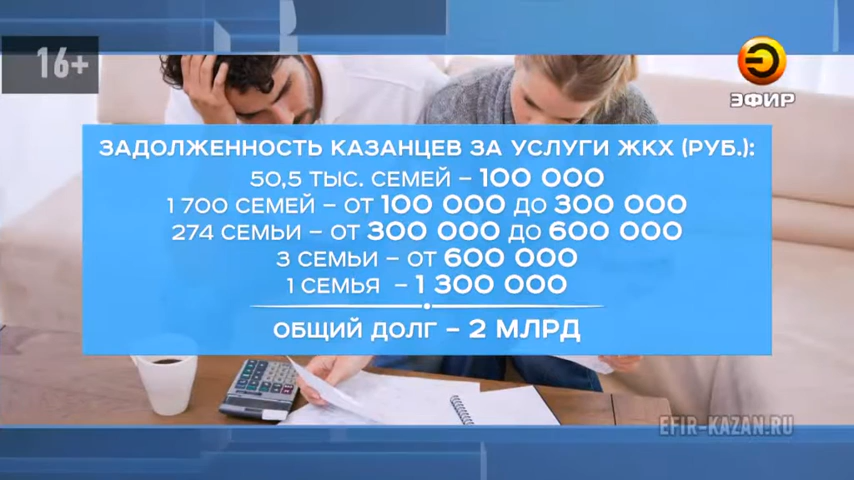 16+
ЭФИР
ЗАДОЛЖЕННОСТЬ КАЗАНЦЕВ ЗА УСЛУГИ ЖКХ (РУБ.):
50,5 ТЫС. СЕМЕЙ – 100 000
1 700 СЕМЕЙ – ОТ 100 000 ДО 300 000
274 СЕМЬИ – ОТ 300 000 ДО 600 000
3 СЕМЬИ – ОТ 600 000
1 СЕМЬЯ – 1 300 000
ОБЩИЙ ДОЛГ – 2 МЛРД
EFIR-KAZAN.RU